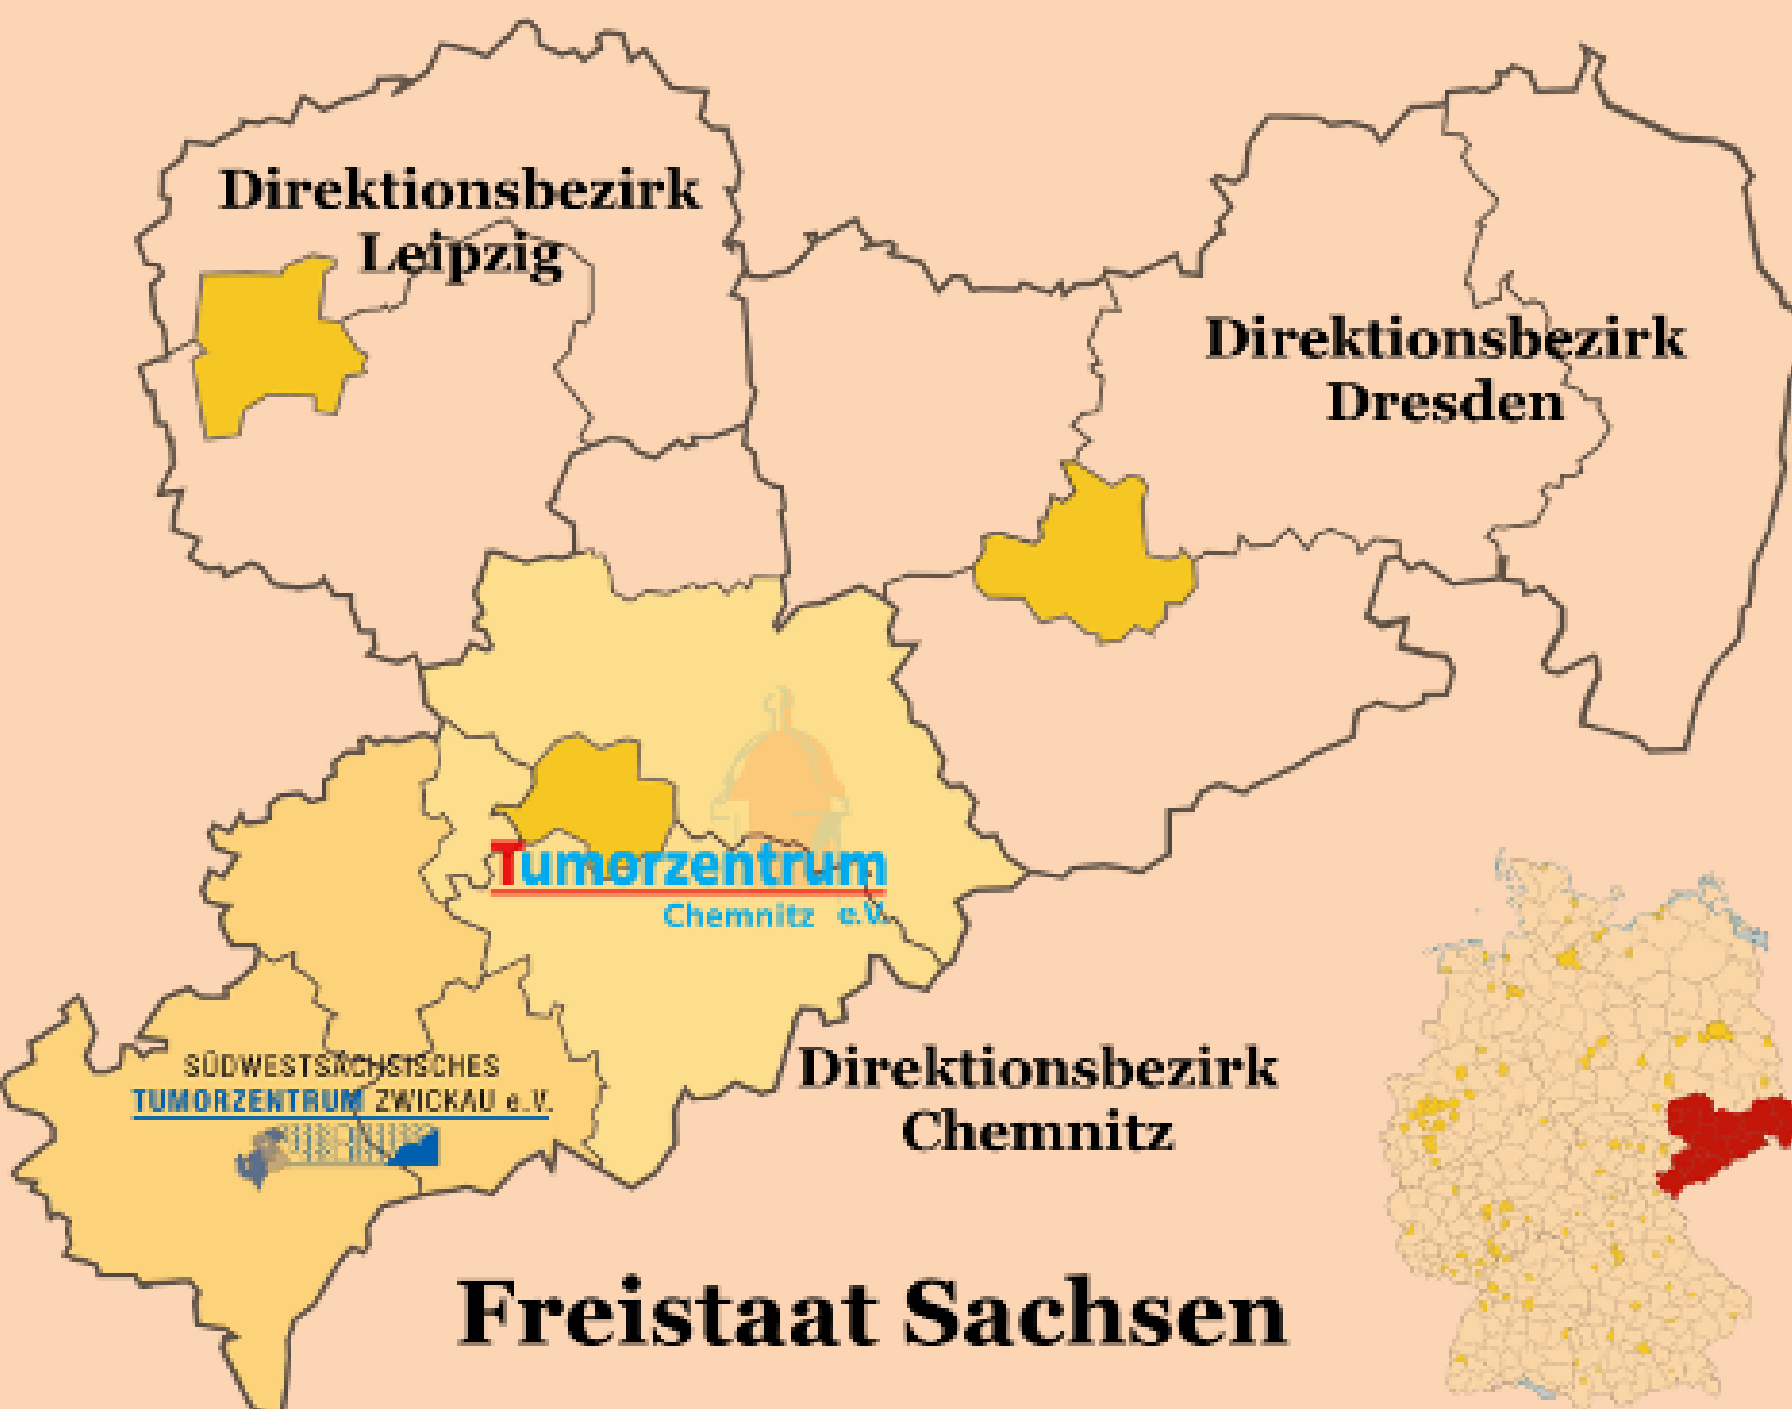 Direktionsbezirk
Leipzig
Direktionsbezirk
Dresden
Tumorzentrum
Chemnitz e.V.
SÜDWESTSÄCHSISCHES
TUMORZENTRUM ZWICKAU e.V.
Direktionsbezirk
Chemnitz
Freistaat Sachsen